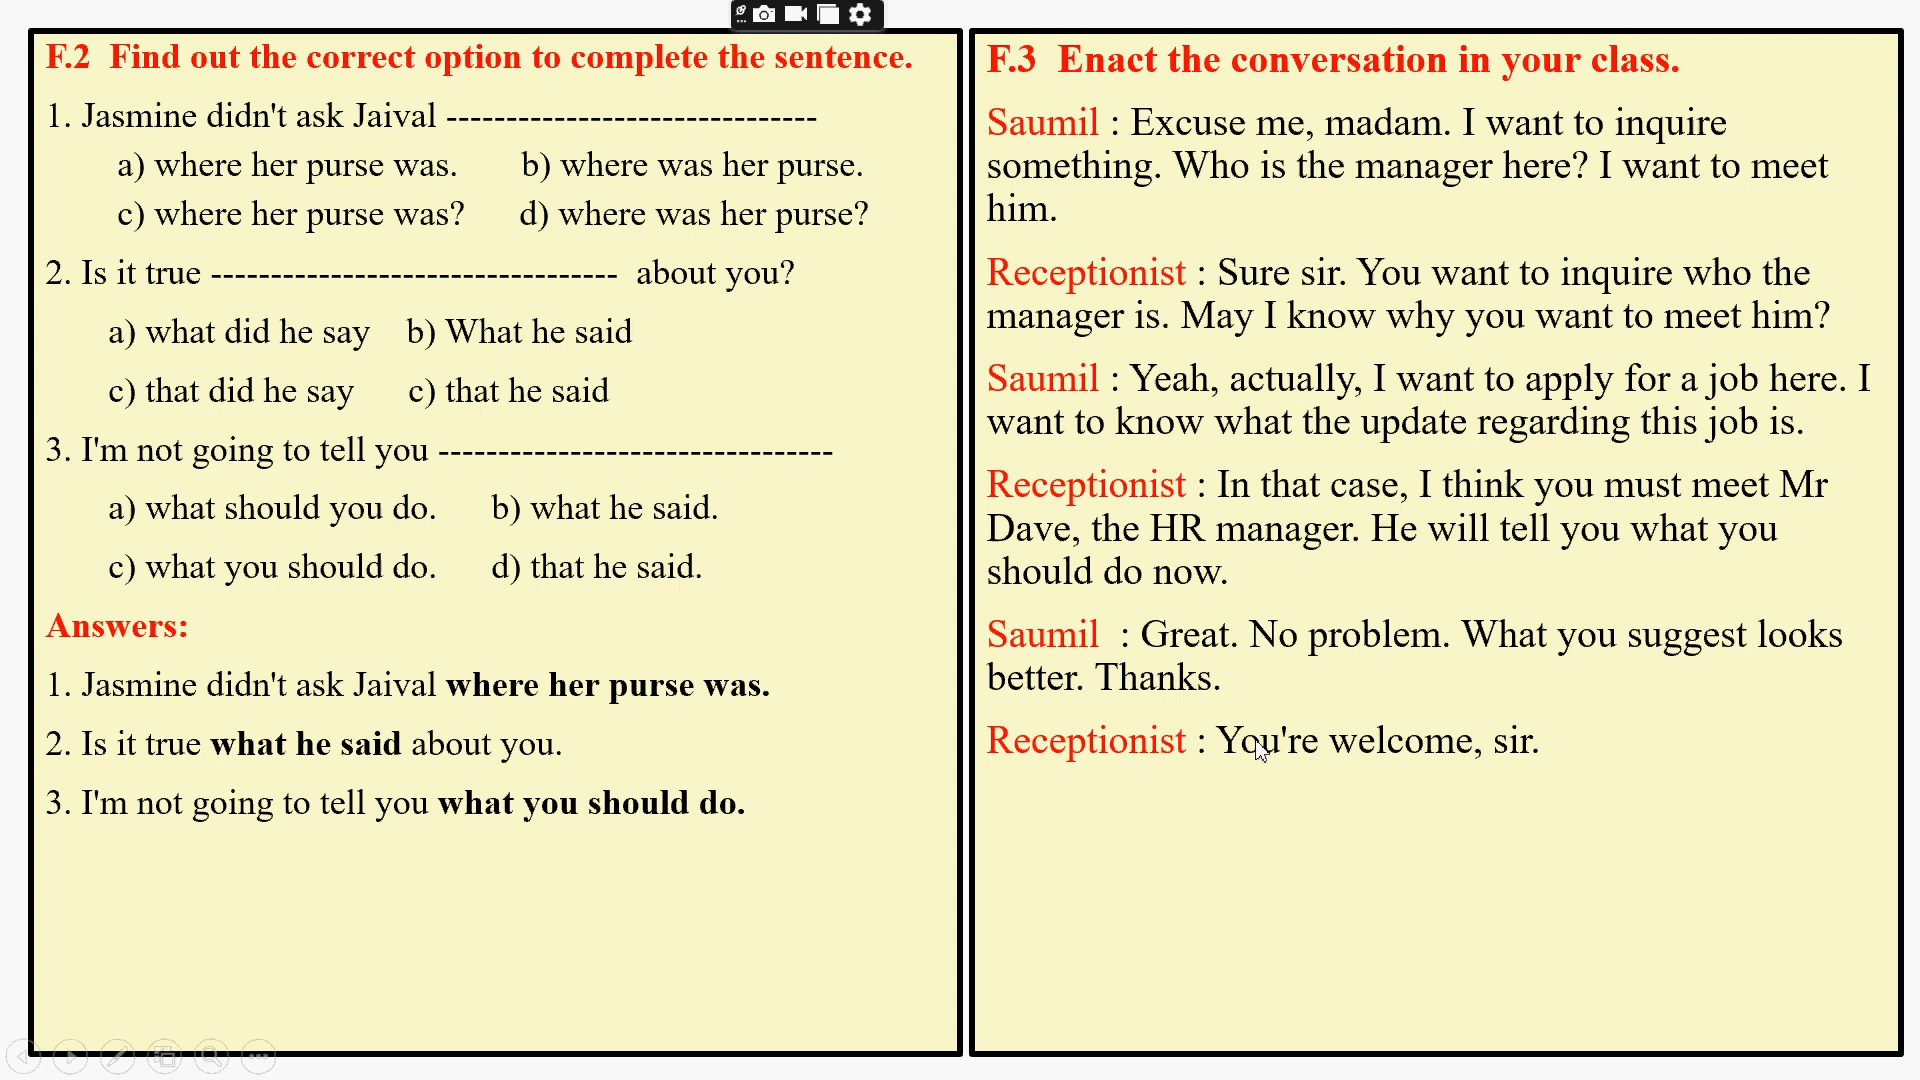 F.2 Find out the correct option to complete the sentence.
1. Jasmine didn't ask Jaival -------------------------------
a) where her purse was. b) where was her purse.
c) where her purse was? d) where was her purse?
2. Is it true ---------------------------------- about you?
a) what did he say b) What he said
c) that did he say c) that he said
3. I'm not going to tell you ---------------------------------
a) what should you do. b) what he said.
c) what you should do. d) that he said.
Answers:
1. Jasmine didn't ask Jaival where her purse was.
2. Is it true what he said about you.
3. I'm not going to tell you what you should do.
F.3 Enact the conversation in your class.
Saumil : Excuse me, madam. I want to inquire
something. Who is the manager here? I want to meet
him.
Receptionist : Sure sir. You want to inquire who the
manager is. May I know why you want to meet him?
Saumil : Yeah, actually, I want to apply for a job here. I
want to know what the update regarding this job is.
Receptionist : In that case, I think you must meet Mr
Dave, the HR manager. He will tell you what you
should do now.
Saumil : Great. No problem. What you suggest looks
better. Thanks.
Receptionist : You're welcome, sir.